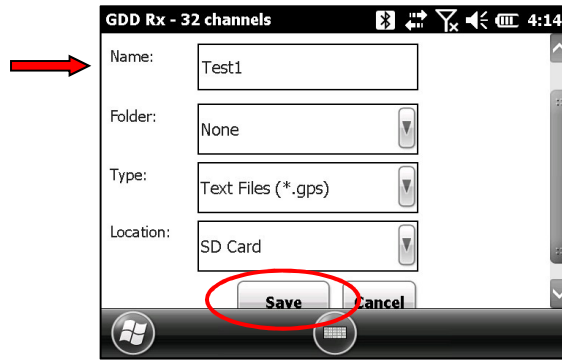 GDD Rx - 32 channels 4:14
Name: Test1
Folder: None
Type: Text Files (*.gps)
Location: SD Card
Save Cancel